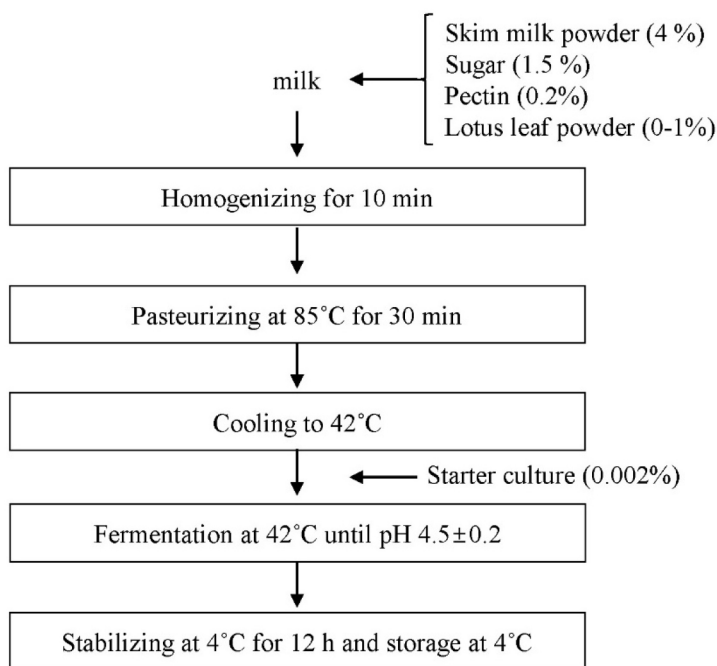 Skim milk powder (4 %)
Sugar (1.5 %)
Pectin (0.2%)
Lotus leaf powder (0-1%)
milk
Homogenizing for 10 min
Pasteurizing at 85˚C for 30 min
Cooling to 42˚C
Starter culture (0.002%)
Fermentation at 42˚C until pH 4.5±0.2
Stabilizing at 4˚C for 12 h and storage at 4˚C